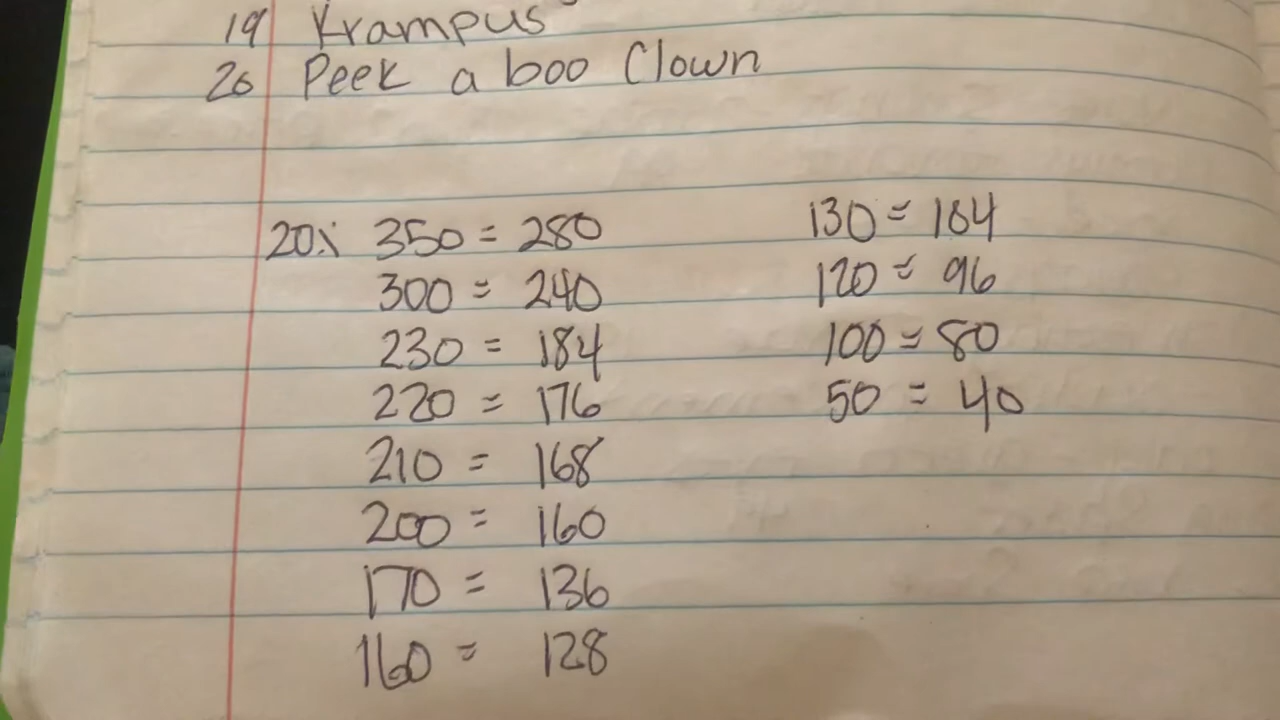 19 Krampus
20 Peek a boo Clown
20% 350 = 280
300 = 240
230 = 184
220 = 176
210 = 168
200 = 160
170 = 136
160 = 128
130 = 104
120 = 96
100 = 80
50 = 40